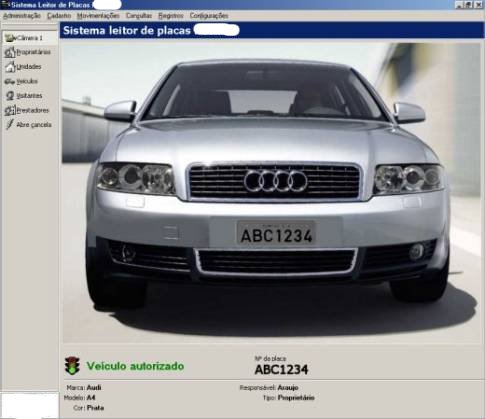 Sistema Leitor de Placas
Administração Cadastro Movimentações Consultas Registros Configurações
Sistema leitor de placas
Câmera 1
Proprietários
Unidades
Veículos
Visitantes
Prestadores
Abre cancela
ABC1234
Veículo autorizado
Nº da placa
ABC1234
Marca: Audi
Responsável: Araujo
Modelo: A4
Tipo: Proprietário
Cor: Prata